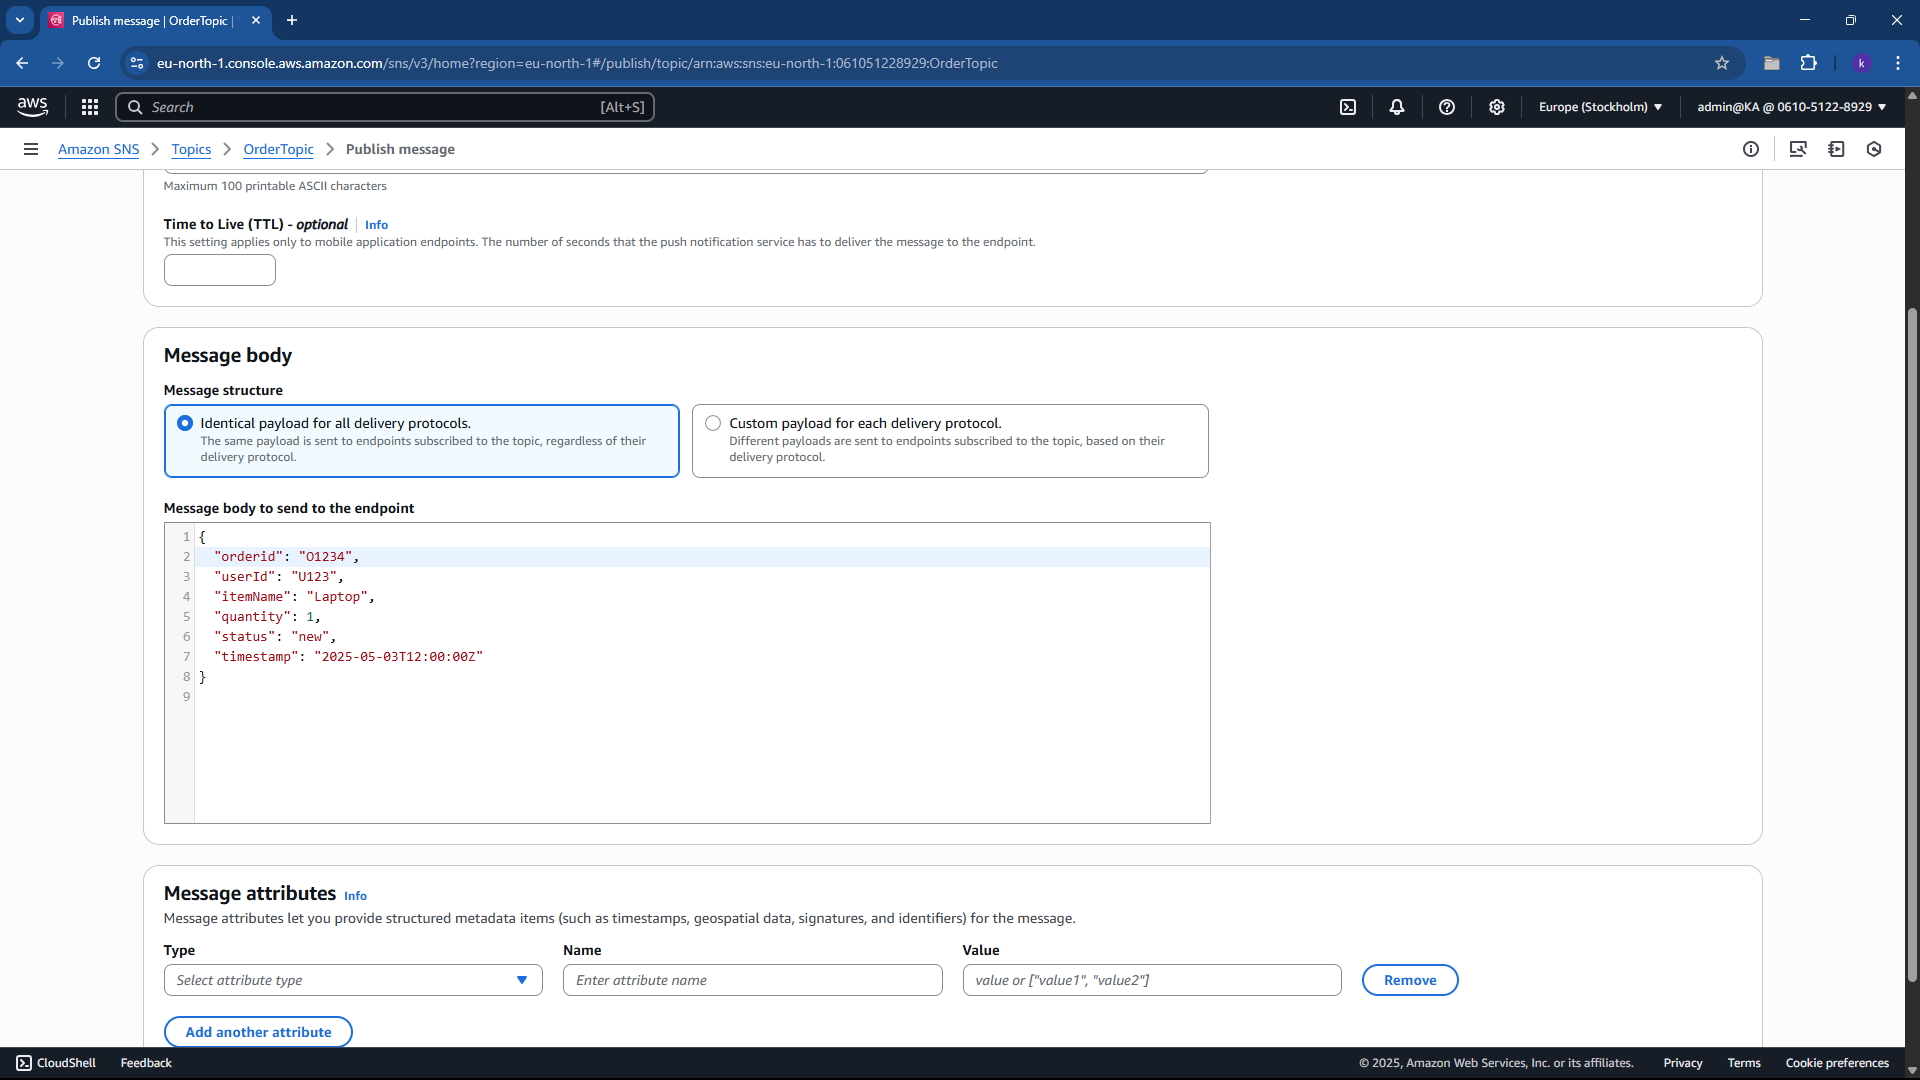 Publish message | OrderTopic |
eu-north-1.console.aws.amazon.com/sns/v3/home?region=eu-north-1#/publish/topic/arn:aws:sns:eu-north-1:061051228929:OrderTopic
k
aws
Search
[Alt+S]
Europe (Stockholm)
admin@KA @ 0610-5122-8929
Amazon SNS
Topics
OrderTopic
Publish message
Maximum 100 printable ASCII characters
Time to Live (TTL) - optional
Info
This setting applies only to mobile application endpoints. The number of seconds that the push notification service has to deliver the message to the endpoint.
Message body
Message structure
Identical payload for all delivery protocols.
The same payload is sent to endpoints subscribed to the topic, regardless of their
delivery protocol.
Custom payload for each delivery protocol.
Different payloads are sent to endpoints subscribed to the topic, based on their
delivery protocol.
Message body to send to the endpoint
1 {
2 "orderid": "O1234",
3 "userId": "U123",
4 "itemName": "Laptop",
5 "quantity": 1,
6 "status": "new",
7 "timestamp": "2025-05-03T12:00:00Z"
8 }
9
Message attributes
Info
Message attributes let you provide structured metadata items (such as timestamps, geospatial data, signatures, and identifiers) for the message.
Type
Name
Value
Select attribute type
Enter attribute name
value or ["value1", "value2"]
Remove
Add another attribute
CloudShell
Feedback
© 2025, Amazon Web Services, Inc. or its affiliates.
Privacy
Terms
Cookie preferences